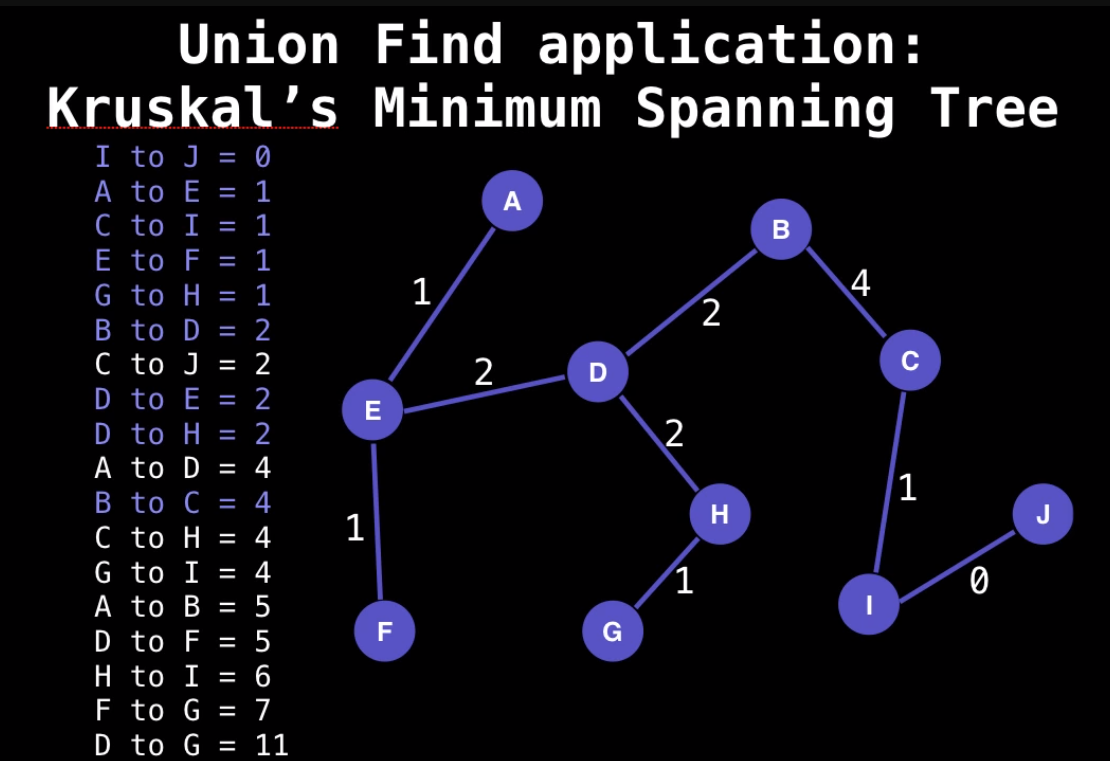 Union Find application:
Kruskal’s Minimum Spanning Tree
I to J = 0
A to E = 1
C to I = 1
E to F = 1
G to H = 1
B to D = 2
C to J = 2
D to E = 2
D to H = 2
A to D = 4
B to C = 4
C to H = 4
G to I = 4
A to B = 5
D to F = 5
H to I = 6
F to G = 7
D to G = 11
A
B
1
4
2
C
2
D
E
2
1
H
J
1
1
0
I
F
G